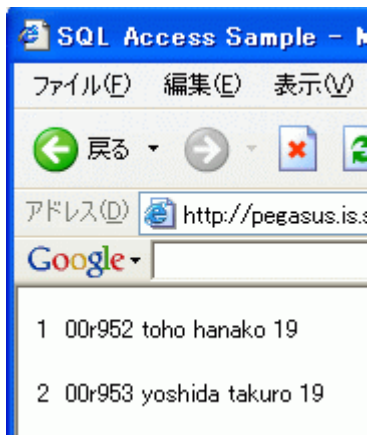 SQL Access Sample -
ファイル(F) 編集(E) 表示(V)
戻る
アドレス(D) http://pegasus.is.s
Google
1 00r952 toho hanako 19
2 00r953 yoshida takuro 19